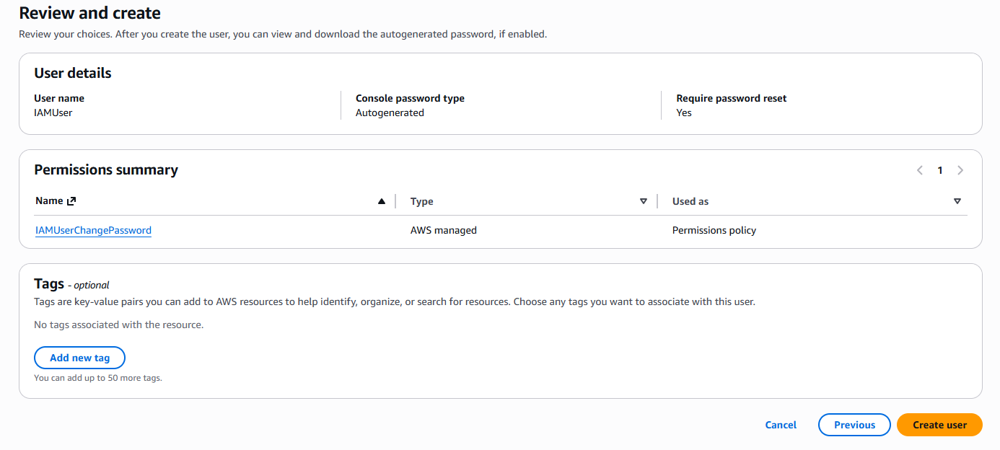 Review and create
Review your choices. After you create the user, you can view and download the autogenerated password, if enabled.
User details
User name
IAMUser
Console password type
Autogenerated
Require password reset
Yes
Permissions summary
1
Name
Type
Used as
IAMUserChangePassword
AWS managed
Permissions policy
Tags - optional
Tags are key-value pairs you can add to AWS resources to help identify, organize, or search for resources. Choose any tags you want to associate with this user.
No tags associated with the resource.
Add new tag
You can add up to 50 more tags.
Cancel
Previous
Create user